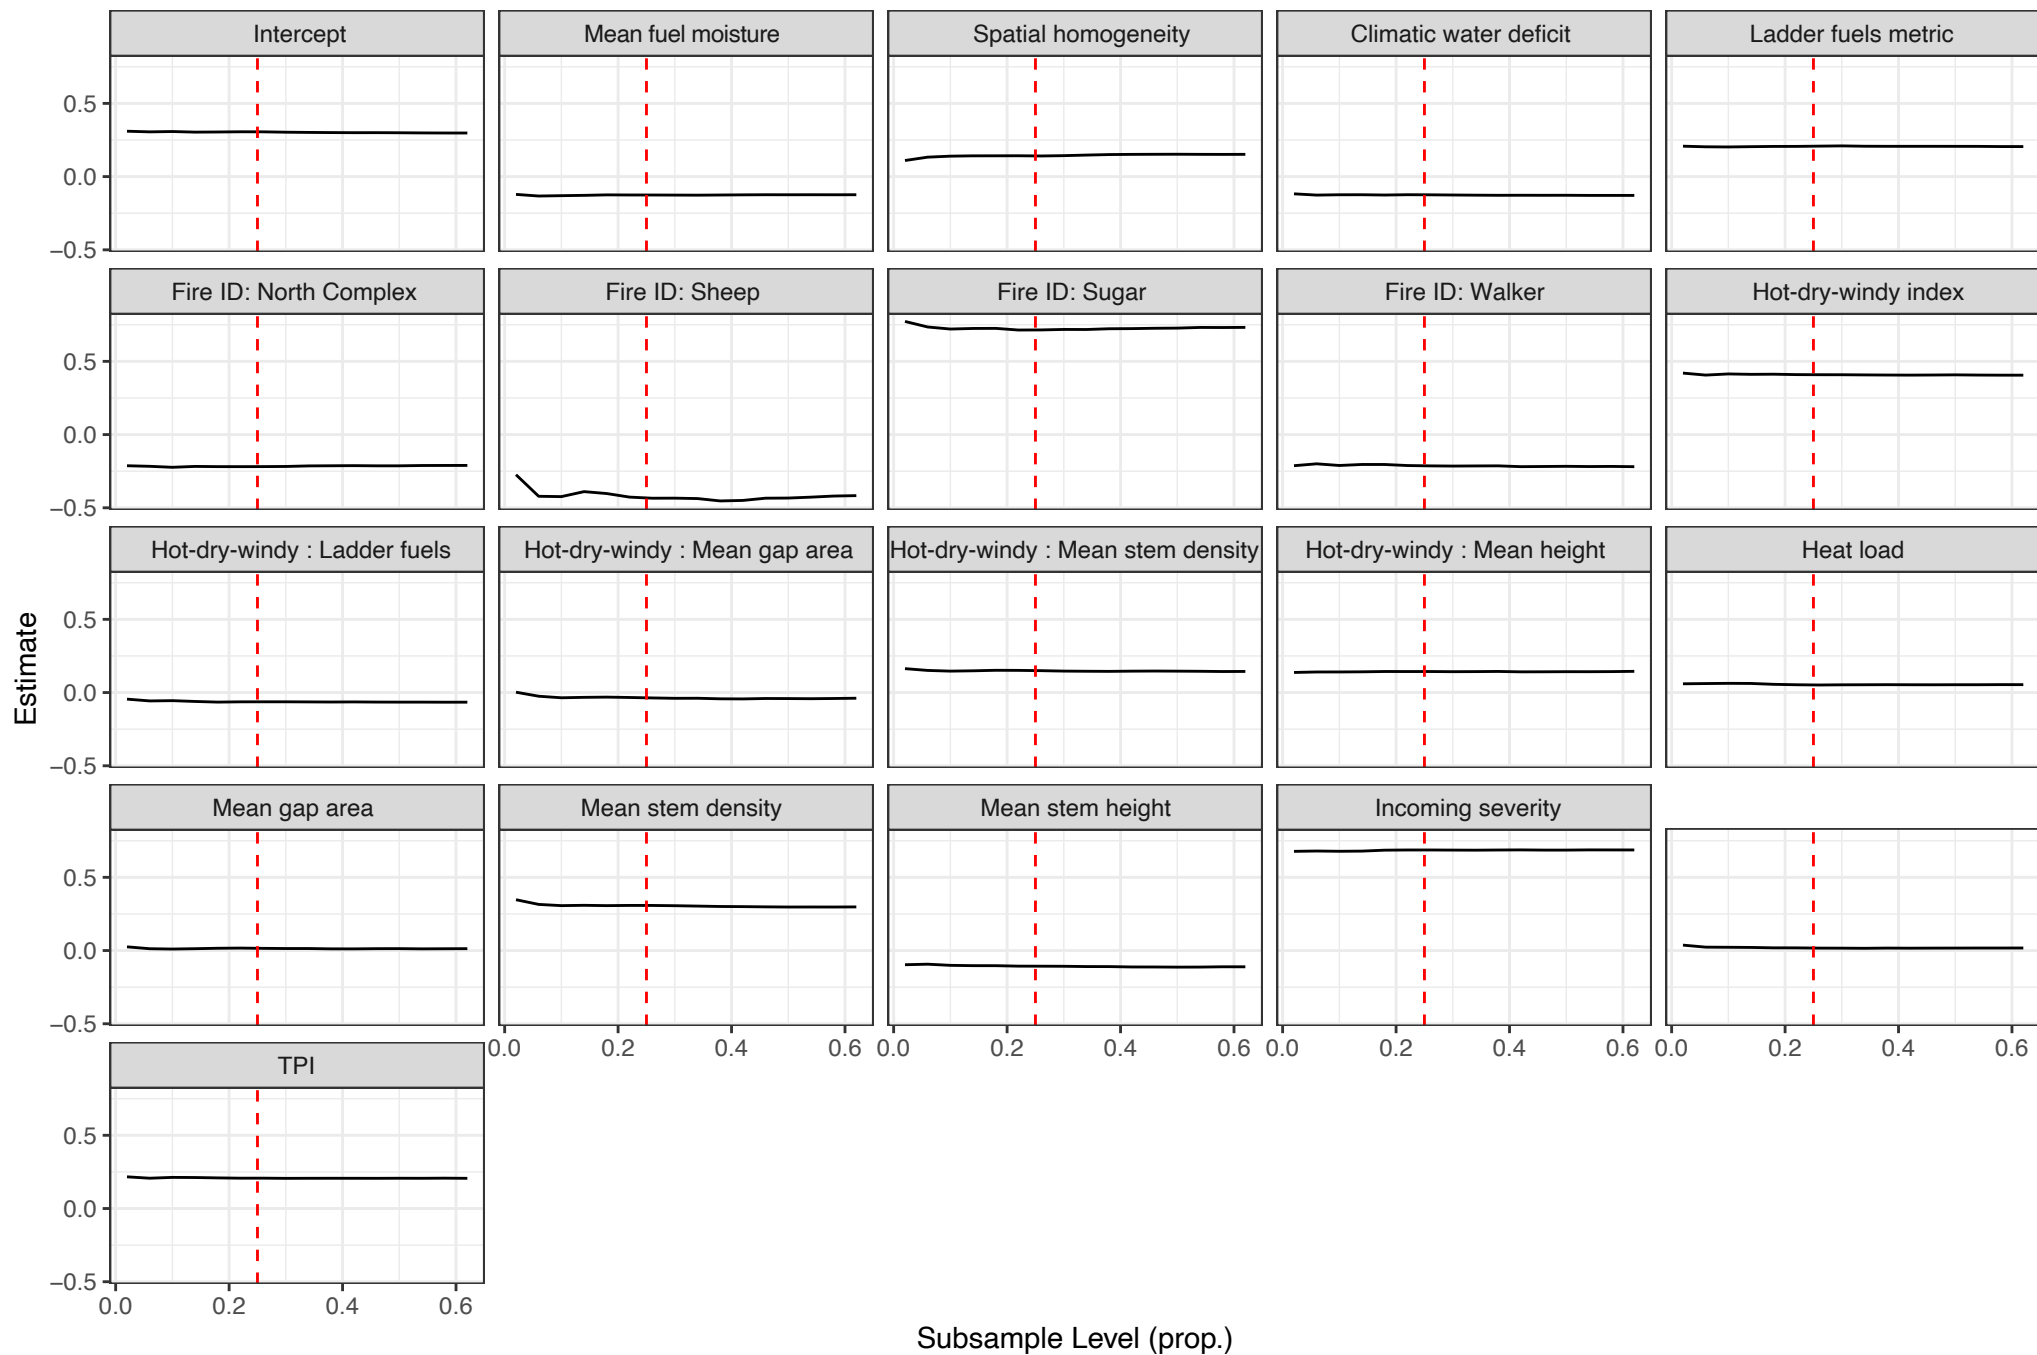 Intercept
Mean fuel moisture
Spatial homogeneity
Climatic water deficit
Ladder fuels metric
0.5
0.0
−0.5
Fire ID: North Complex
Fire ID: Sheep
Fire ID: Sugar
Fire ID: Walker
Hot-dry-windy index
0.5
0.0
−0.5
Hot-dry-windy : Ladder fuels
Hot-dry-windy : Mean gap area
Hot-dry-windy : Mean stem density
Hot-dry-windy : Mean height
Heat load
0.5
0.0
−0.5
Estimate
Mean gap area
Mean stem density
Mean stem height
Incoming severity
0.5
0.0
−0.5
0.0 0.2 0.4 0.6
0.0 0.2 0.4 0.6
0.0 0.2 0.4 0.6
0.0 0.2 0.4 0.6
TPI
0.5
0.0
−0.5
0.0 0.2 0.4 0.6
Subsample Level (prop.)